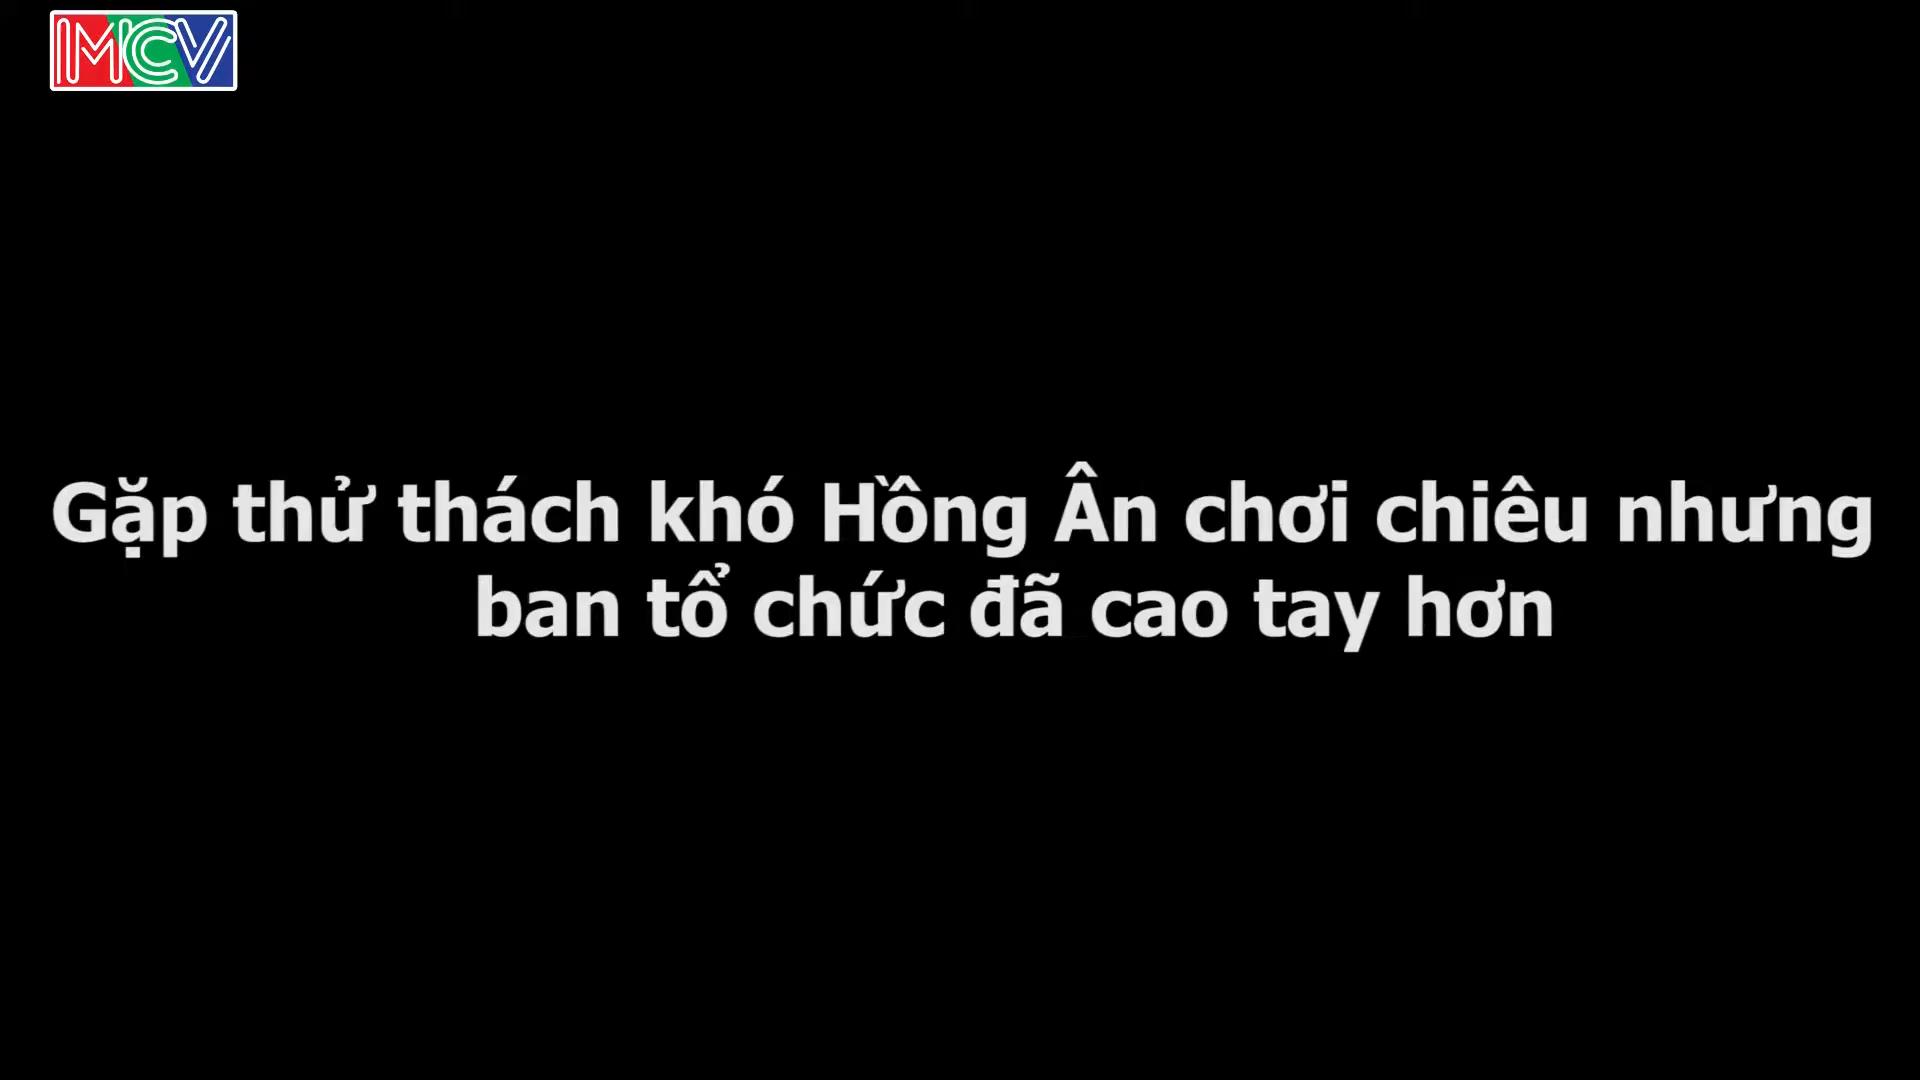 MCV
Gặp thử thách khó Hồng Ân chơi chiêu nhưng
ban tổ chức đã cao tay hơn